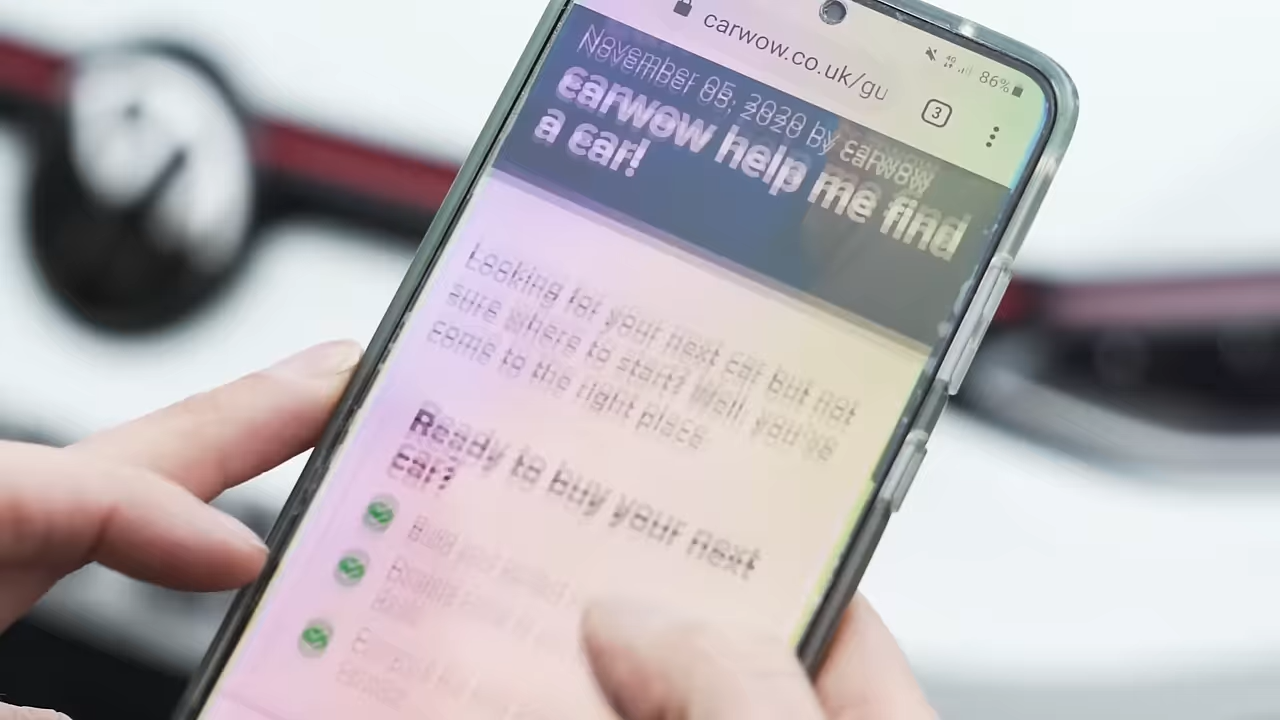 carwow.co.uk/gu
4G
86%
3
November 05, 2020 by carwow
carwow help me find
a car!
Looking for your next car but not
sure where to start? Well, you've
come to the right place.
Ready to buy your next
car?
Build